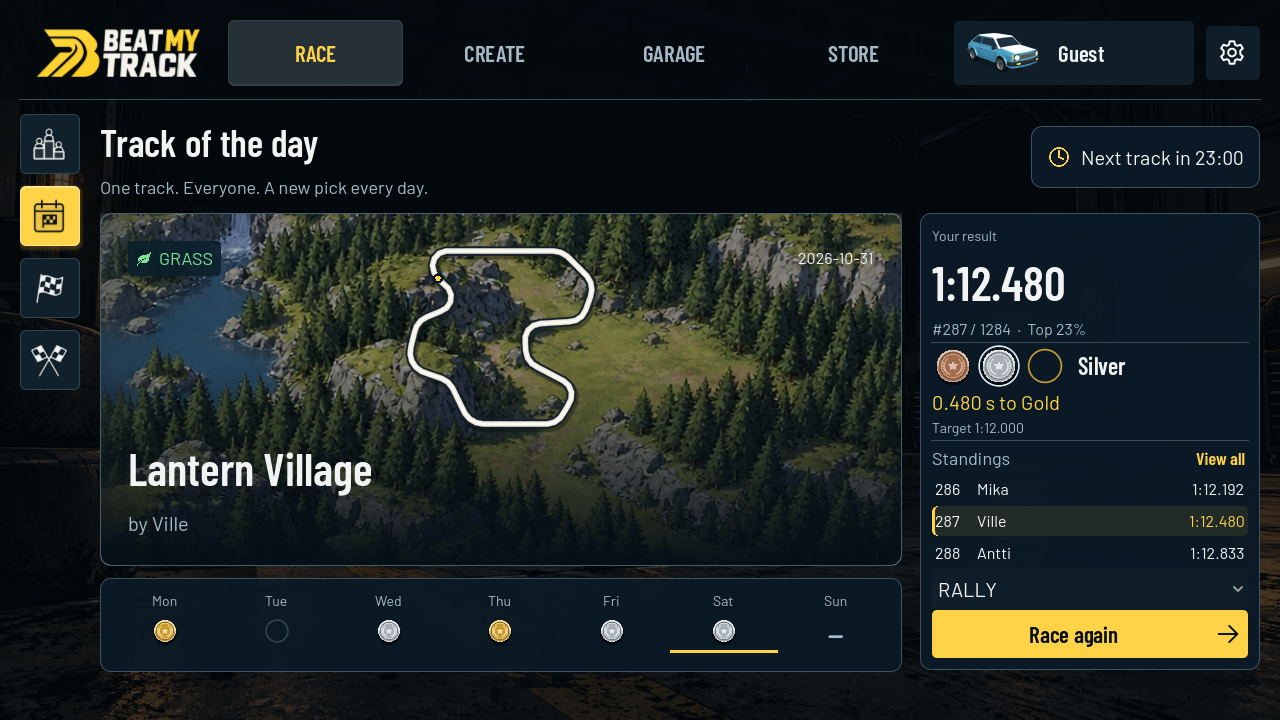 BEAT MY TRACK
RACE
CREATE
GARAGE
STORE
Guest
Track of the day
One track. Everyone. A new pick every day.
Next track in 23:00
GRASS
2026-10-31
Lantern Village
by Ville
Mon
Tue
Wed
Thu
Fri
Sat
Sun
Your result
1:12.480
#287 / 1284 · Top 23%
Silver
0.480 s to Gold
Target 1:12.000
Standings
View all
286 Mika 1:12.192
287 Ville 1:12.480
288 Antti 1:12.833
RALLY
Race again